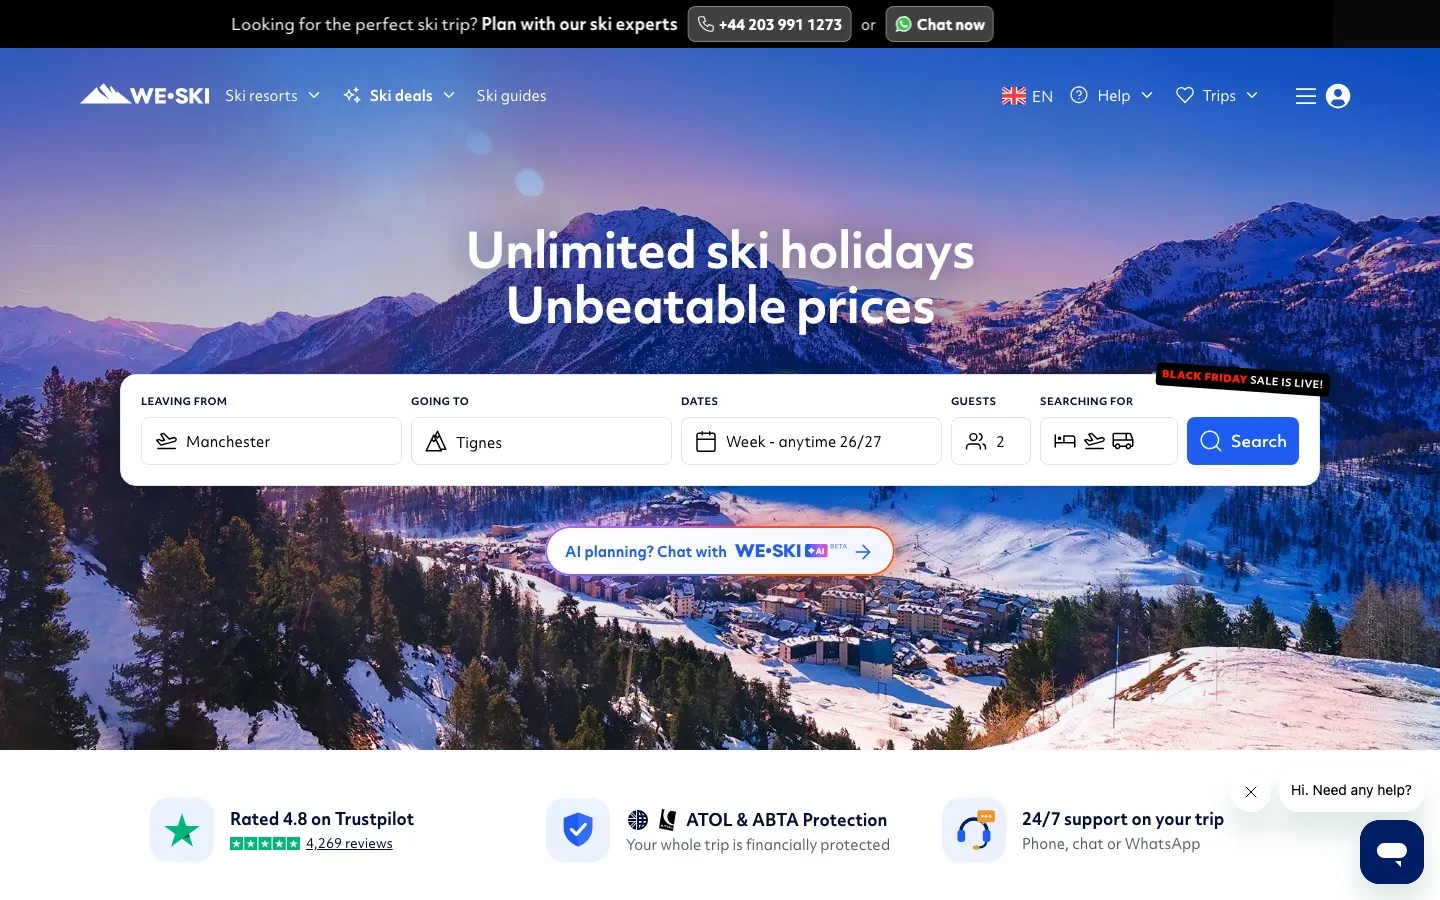 Looking for the perfect ski trip? Plan with our ski experts +44 203 991 1273 or Chat now
WE•SKI Ski resorts Ski deals Ski guides EN Help Trips
Unlimited ski holidays
Unbeatable prices
BLACK FRIDAY SALE IS LIVE!
LEAVING FROM GOING TO DATES GUESTS SEARCHING FOR
Manchester Tignes Week - anytime 26/27 2 Search
AI planning? Chat with WE•SKI AI BETA
Hi. Need any help?
Rated 4.8 on Trustpilot
4,269 reviews
ATOL & ABTA Protection
Your whole trip is financially protected
24/7 support on your trip
Phone, chat or WhatsApp